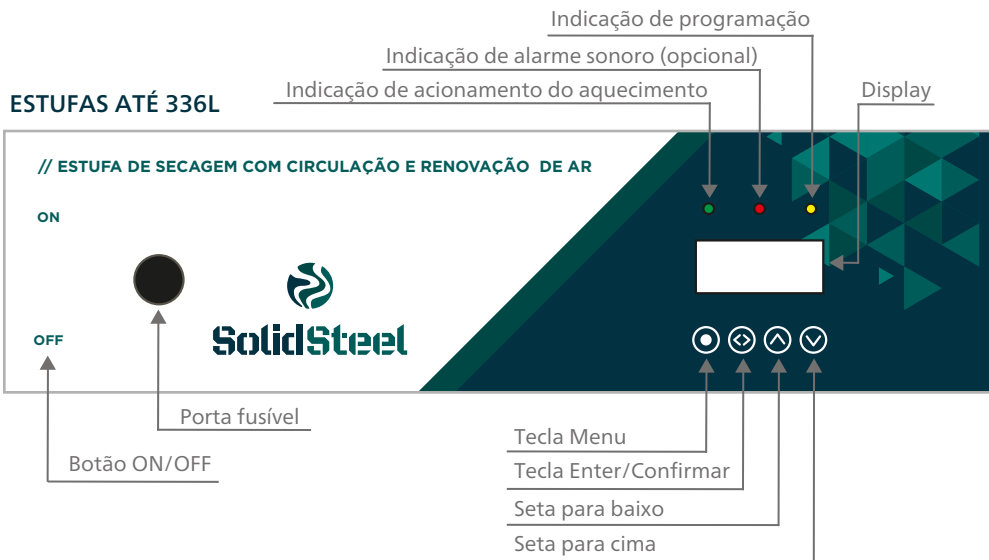 Indicação de programação
Indicação de alarme sonoro (opcional)
Indicação de acionamento do aquecimento
Display
ESTUFAS ATÉ 336L
// ESTUFA DE SECAGEM COM CIRCULAÇÃO E RENOVAÇÃO DE AR
ON
OFF
SolidSteel
Porta fusível
Botão ON/OFF
Tecla Menu
Tecla Enter/Confirmar
Seta para baixo
Seta para cima